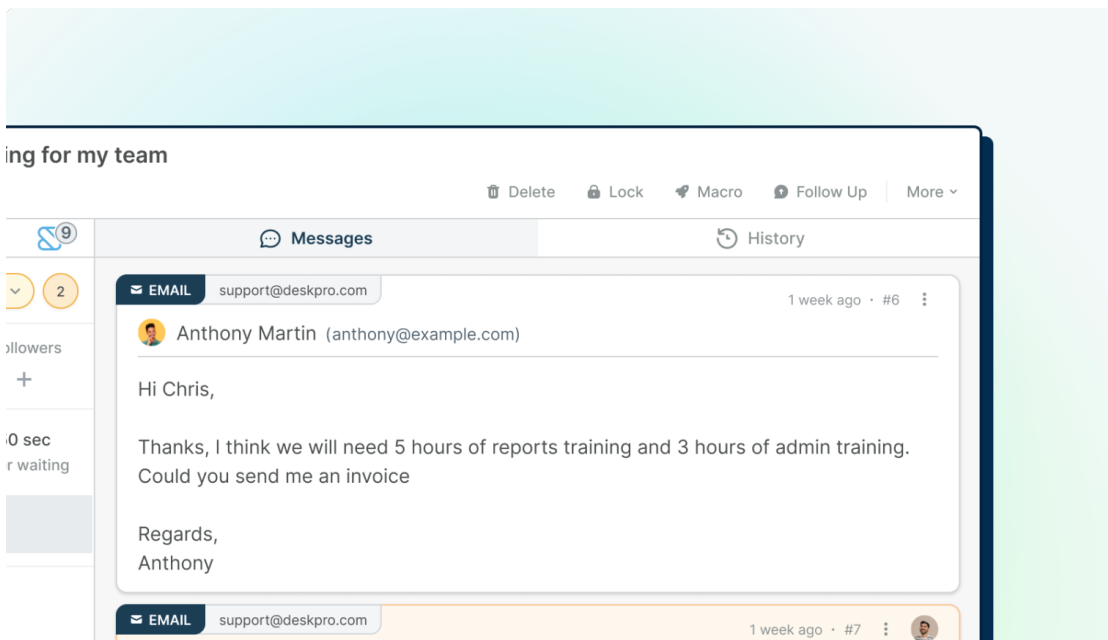 ing for my team
Delete Lock Macro Follow Up More
9
Messages History
2
EMAIL support@deskpro.com
1 week ago · #6
Anthony Martin (anthony@example.com)
ollowers
+
Hi Chris,
0 sec
r waiting
Thanks, I think we will need 5 hours of reports training and 3 hours of admin training.
Could you send me an invoice
Regards,
Anthony
EMAIL support@deskpro.com
1 week ago · #7